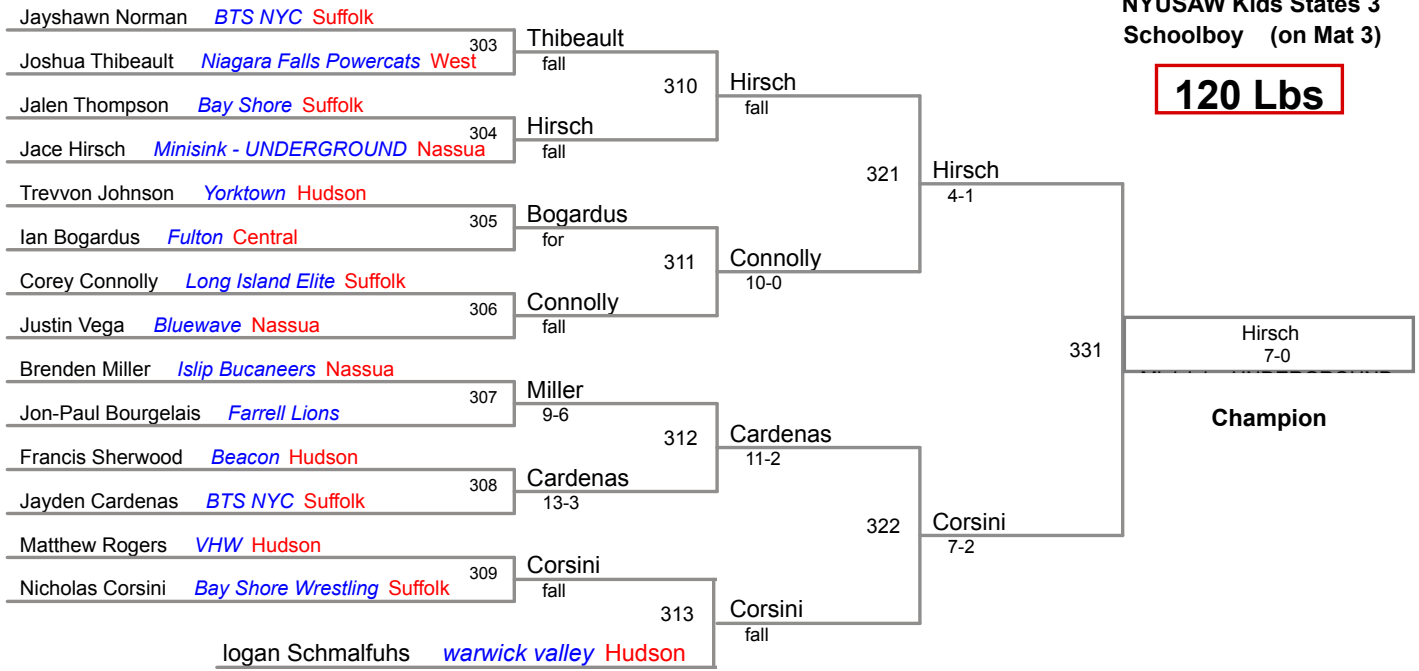 NYUSAW Kids States 3
Schoolboy (on Mat 3)
120 Lbs
Jayshawn Norman BTS NYC Suffolk
303
Joshua Thibeault Niagara Falls Powercats West
Thibeault
fall
Jalen Thompson Bay Shore Suffolk
304
Jace Hirsch Minisink - UNDERGROUND Nassua
Hirsch
fall
310
Hirsch
fall
Trevvon Johnson Yorktown Hudson
305
Ian Bogardus Fulton Central
Bogardus
for
Corey Connolly Long Island Elite Suffolk
306
Justin Vega Bluewave Nassua
Connolly
fall
311
Connolly
10-0
321
Hirsch
4-1
Brenden Miller Islip Bucaneers Nassua
307
Jon-Paul Bourgelais Farrell Lions
Miller
9-6
Francis Sherwood Beacon Hudson
308
Jayden Cardenas BTS NYC Suffolk
Cardenas
13-3
312
Cardenas
11-2
Matthew Rogers VHW Hudson
309
Nicholas Corsini Bay Shore Wrestling Suffolk
Corsini
fall
logan Schmalfuhs warwick valley Hudson
313
Corsini
fall
322
Corsini
7-2
331
Hirsch
7-0
Champion